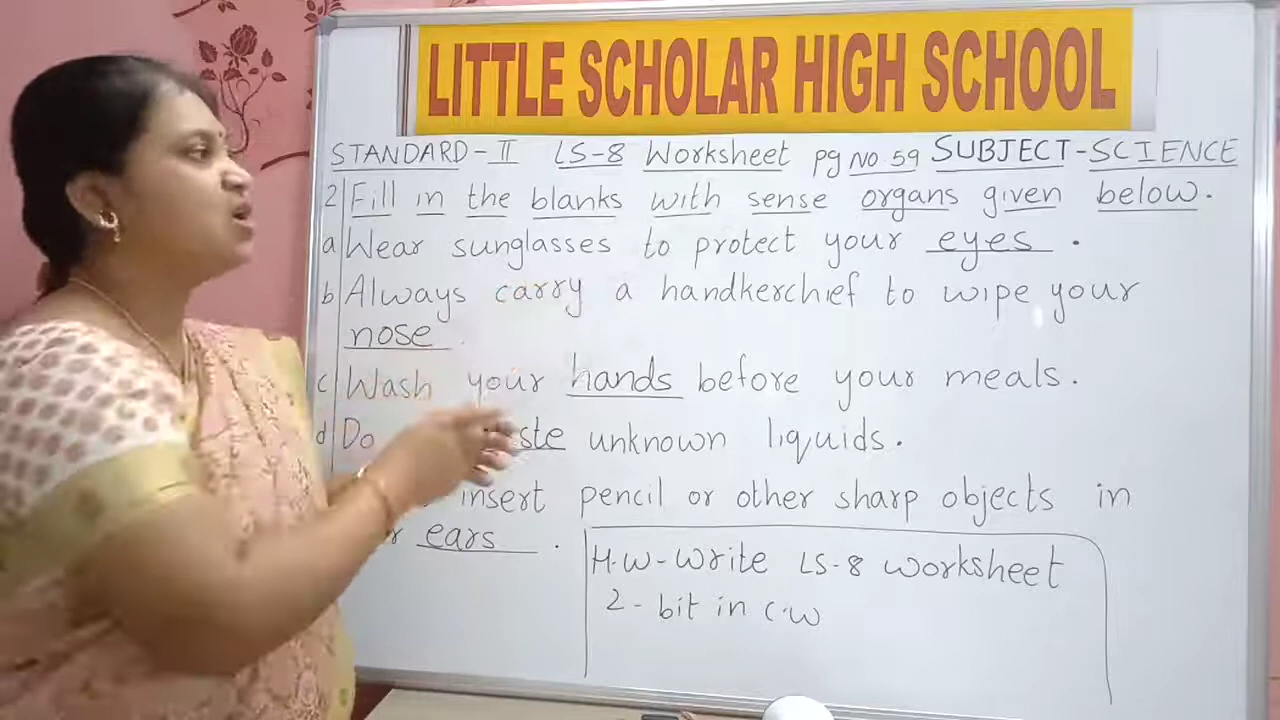 LITTLE SCHOLAR HIGH SCHOOL
STANDARD-II LS-8 Worksheet pg No. 59 SUBJECT-SCIENCE
2 Fill in the blanks with sense organs given below.
a Wear sunglasses to protect your eyes.
b Always carry a handkerchief to wipe your
nose.
c Wash your hands before your meals.
d Do unknown liquids.
insert pencil or other sharp objects in
ears.
H.W-Write LS-8 worksheet
2-bit in C.W